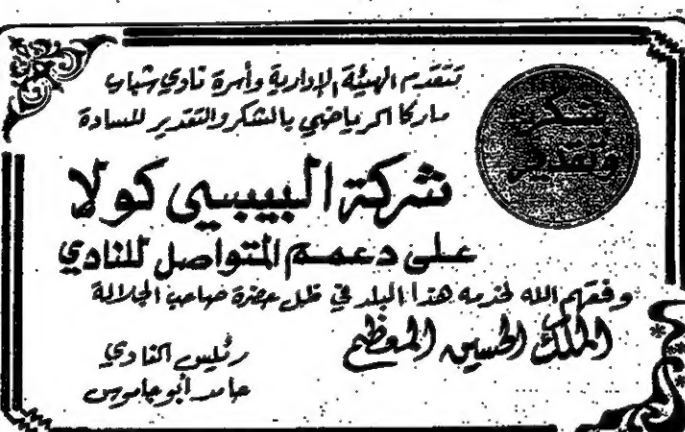 شكر
وتقدير
تتقدم الهيئة الإدارية وأسرة نادي شباب
ماركا الرياضي بالشكر والتقدير للسادة
شركة البيبسي كولا
على دعمهم المتواصل للنادي
وفقهم الله لخدمه هذا البلد في ظل حضرة صاحب الجلالة
الملك الحسين المعظم
رئيس النادي
حامد أبو جاموس